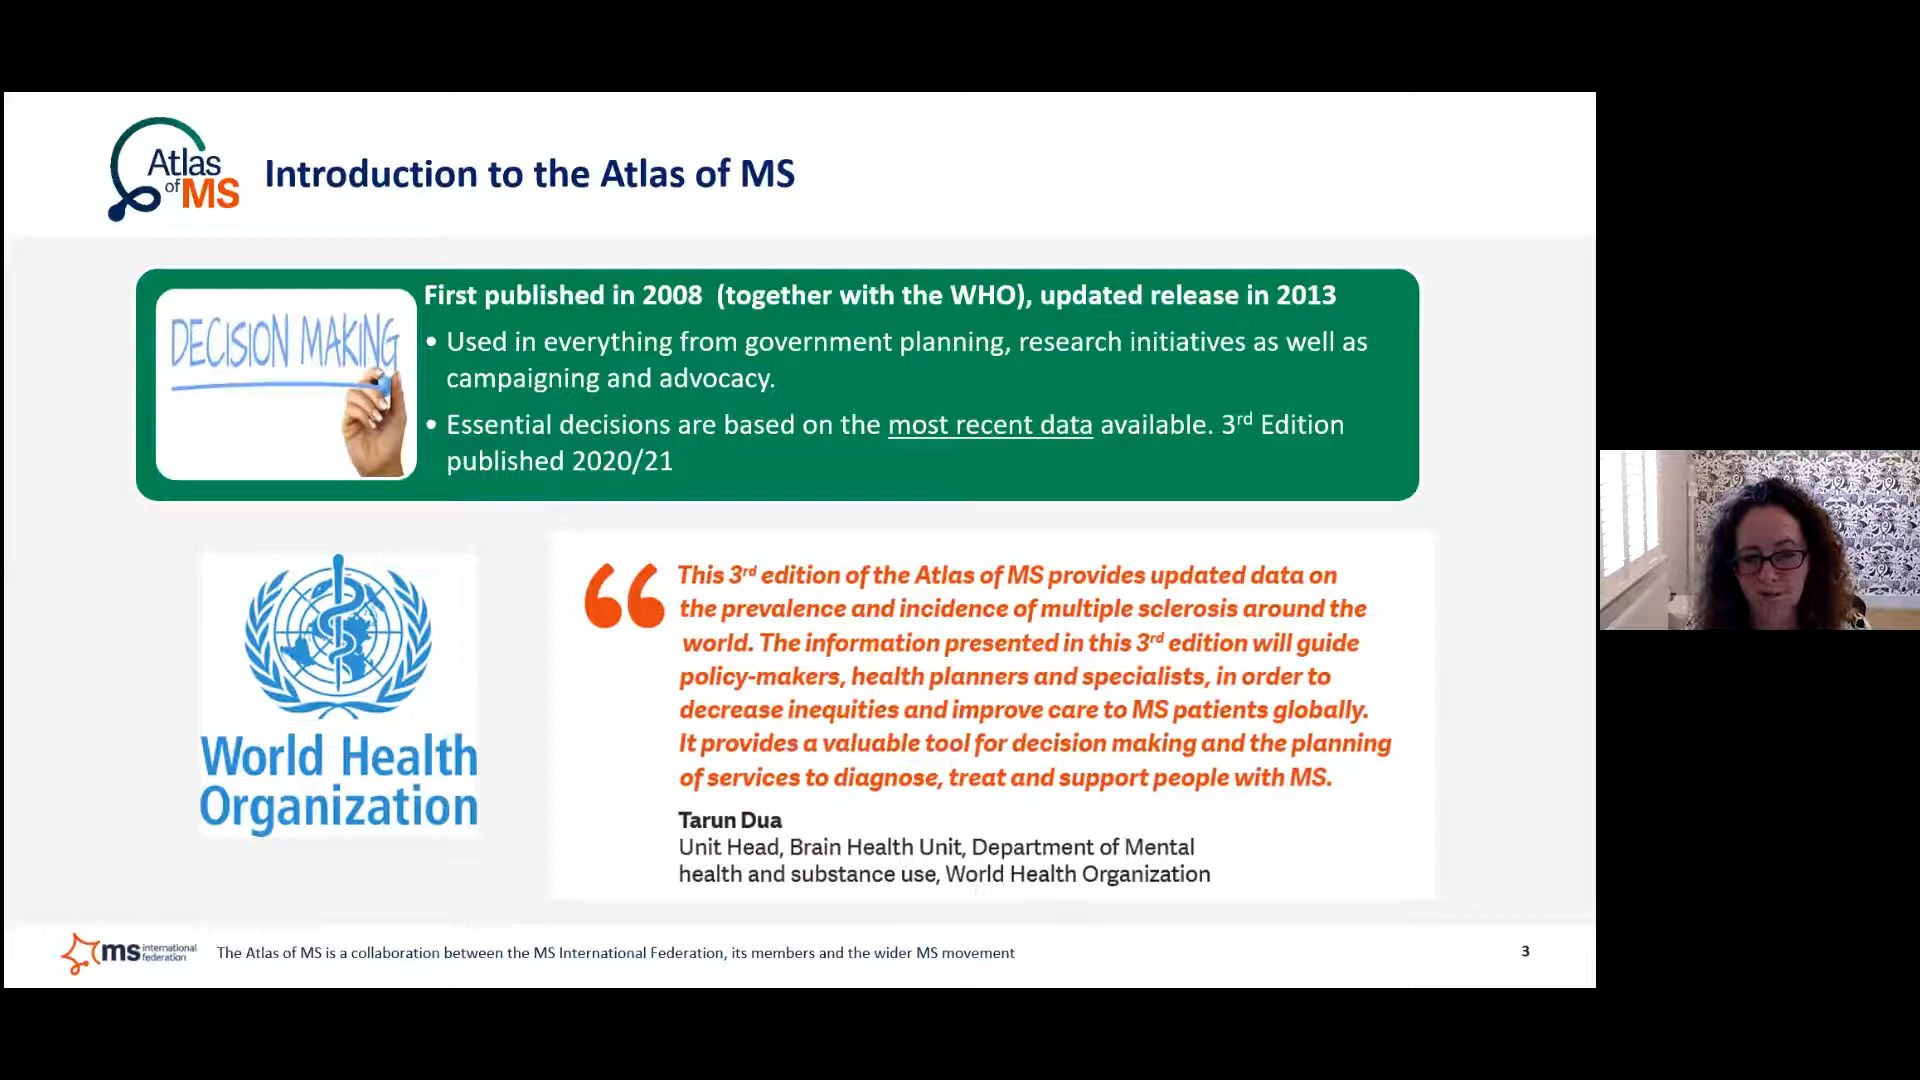 Atlas
of MS
Introduction to the Atlas of MS
DECISION MAKING
First published in 2008 (together with the WHO), updated release in 2013
• Used in everything from government planning, research initiatives as well as
campaigning and advocacy.
• Essential decisions are based on the most recent data available. 3rd Edition
published 2020/21
World Health
Organization
“
This 3rd edition of the Atlas of MS provides updated data on
the prevalence and incidence of multiple sclerosis around the
world. The information presented in this 3rd edition will guide
policy-makers, health planners and specialists, in order to
decrease inequities and improve care to MS patients globally.
It provides a valuable tool for decision making and the planning
of services to diagnose, treat and support people with MS.
Tarun Dua
Unit Head, Brain Health Unit, Department of Mental
health and substance use, World Health Organization
ms international
federation
The Atlas of MS is a collaboration between the MS International Federation, its members and the wider MS movement
3